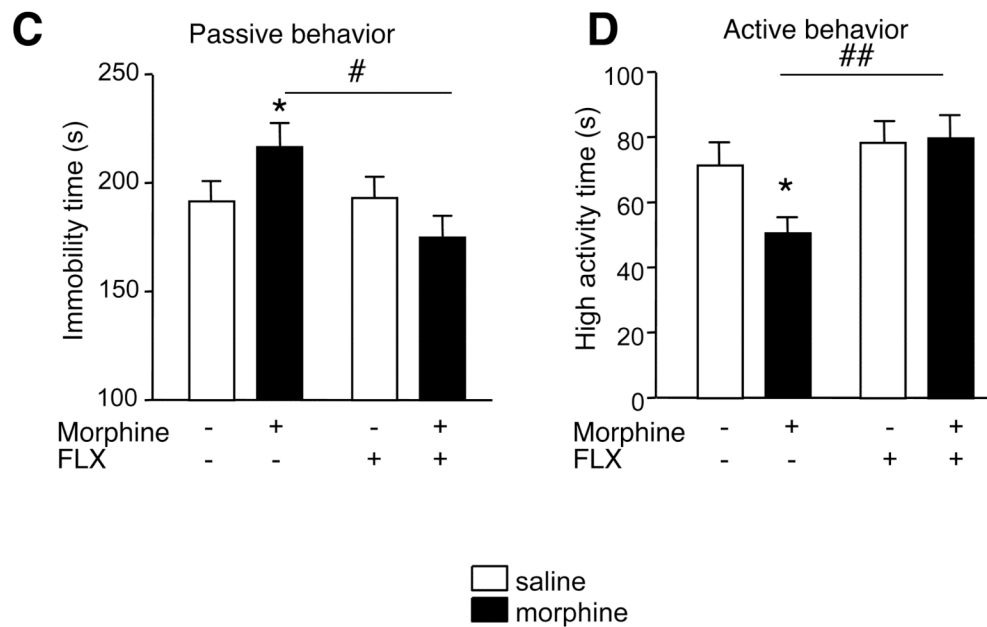 C
Passive behavior
250
200
150
100
Immobility time (s)
*
#
Morphine - + - +
FLX - - + +
D
Active behavior
100
80
60
40
20
0
High activity time (s)
*
##
Morphine - + - +
FLX - - + +
saline
morphine